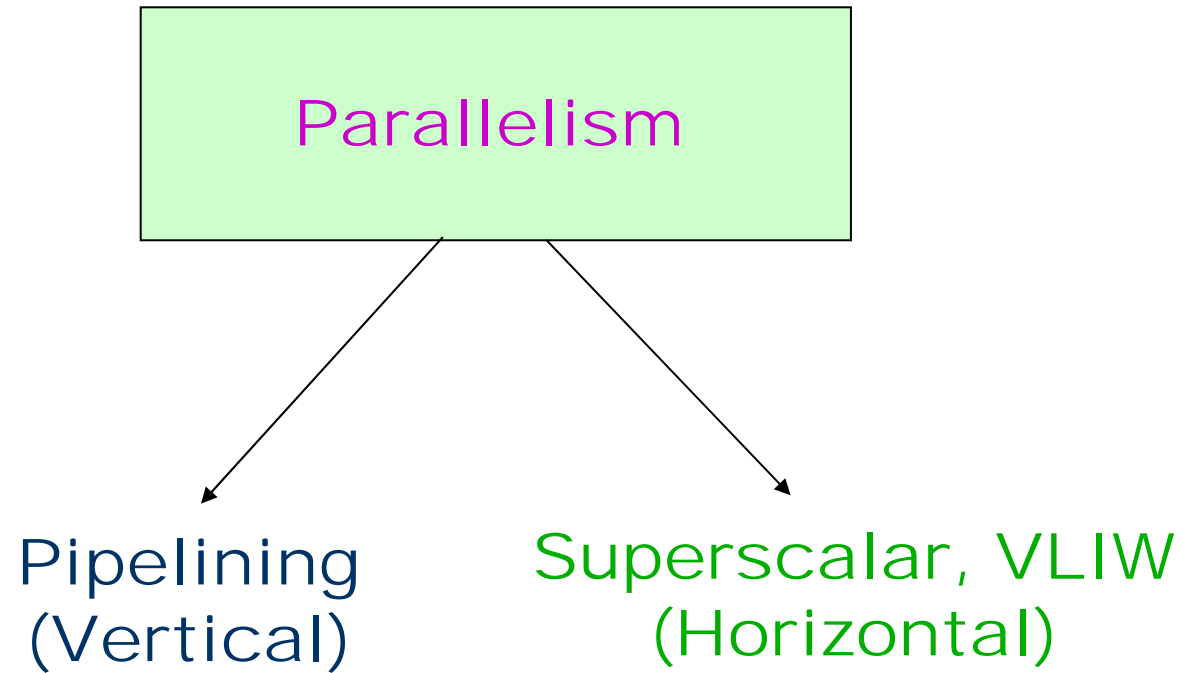 Parallelism
Pipelining
(Vertical)
Superscalar, VLIW
(Horizontal)